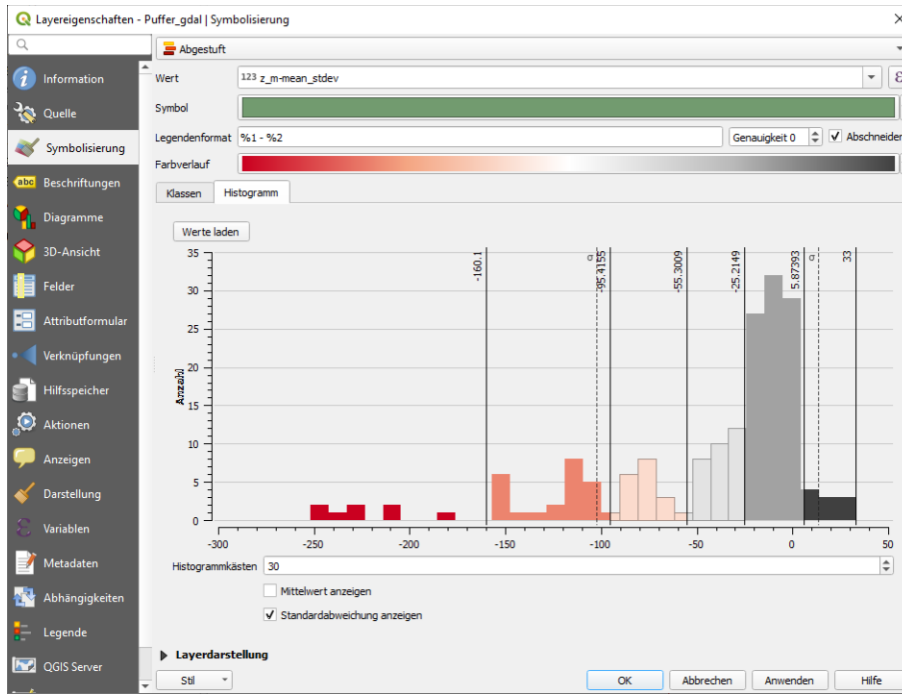 Layereigenschaften - Puffer_gdal | Symbolisierung
Abgestuft
Information
Quelle
Symbolisierung
abc Beschriftungen
Diagramme
3D-Ansicht
Felder
Attributformular
Verknüpfungen
Hilfsspeicher
Aktionen
Anzeigen
Darstellung
Variablen
Metadaten
Abhängigkeiten
Legende
QGIS Server
Wert 123 z_m-mean_stdev ε
Symbol
Legendenformat %1 - %2 Genauigkeit 0 Abschneiden
Farbverlauf
Klassen Histogramm
Werte laden
35
30
25
20
15
10
5
0
Anzahl
-160.1
σ
-95.4155
-55.3009
-25.2149
5.87393
σ
33
-300 -250 -200 -150 -100 -50 0 50
Histogrammkästen 30
Mittelwert anzeigen
Standardabweichung anzeigen
Layerdarstellung
Stil OK Abbrechen Anwenden Hilfe